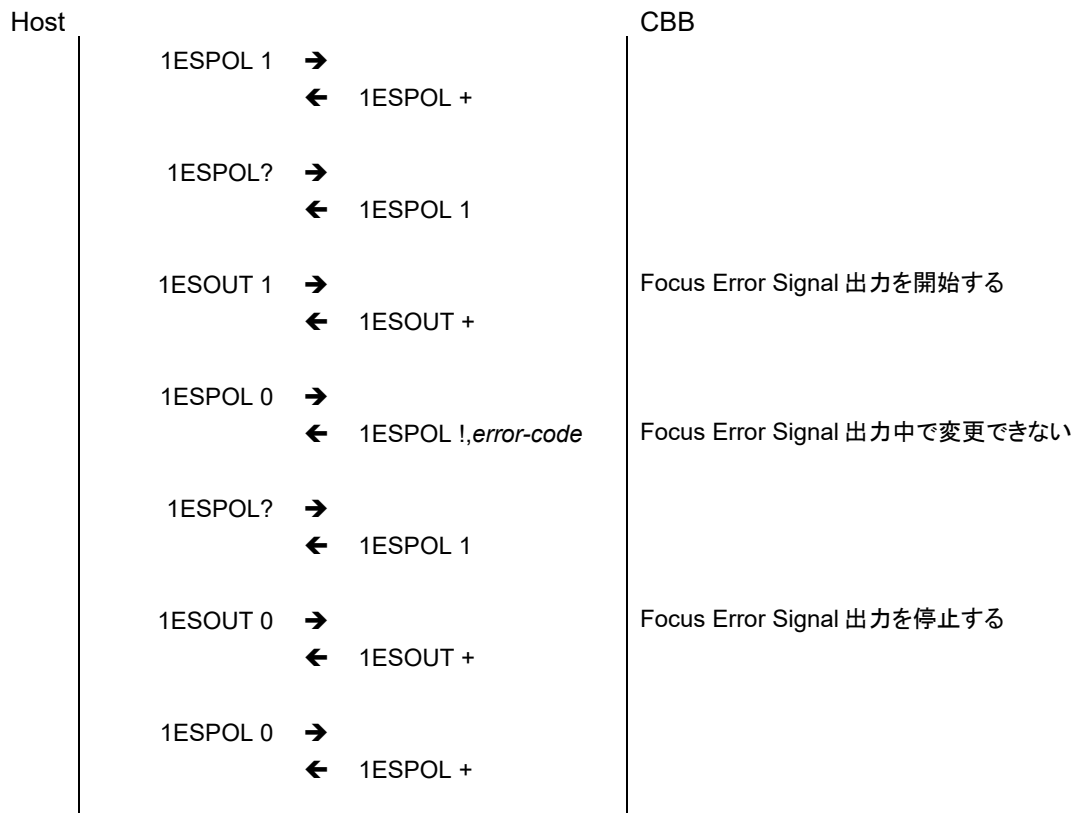 Host CBB
1ESPOL 1 ➔
🡸 1ESPOL +
1ESPOL? ➔
🡸 1ESPOL 1
1ESOUT 1 ➔ Focus Error Signal 出力を開始する
🡸 1ESOUT +
1ESPOL 0 ➔
🡸 1ESPOL !,error-code Focus Error Signal 出力中で変更できない
1ESPOL? ➔
🡸 1ESPOL 1
1ESOUT 0 ➔ Focus Error Signal 出力を停止する
🡸 1ESOUT +
1ESPOL 0 ➔
🡸 1ESPOL +